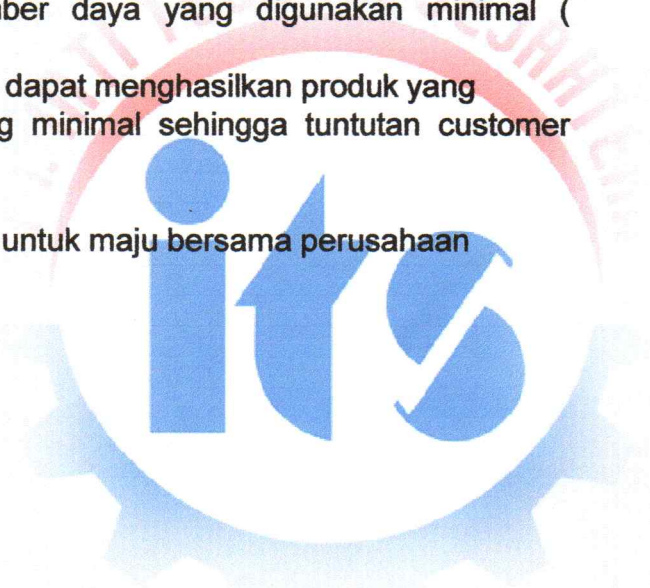 ber daya yang digunakan minimal (
dapat menghasilkan produk yang
g minimal sehingga tuntutan customer
untuk maju bersama perusahaan
its